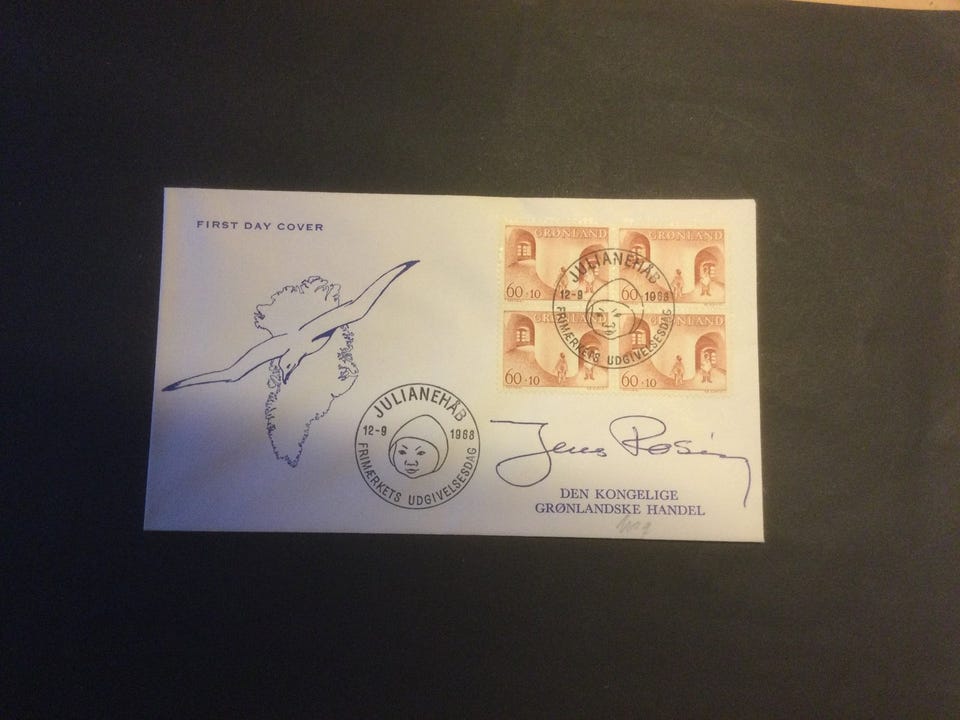 FIRST DAY COVER
GRØNLAND GRØNLAND
60+10 60
GRØNLAND GRØNLAND
60+10 60+10
JULIANEHÅB
12-9 1968
FRIMÆRKETS UDGIVELSESDAG
JULIANEHÅB
12-9 1968
FRIMÆRKETS UDGIVELSESDAG
Jens Rosing
DEN KONGELIGE
GRØNLANDSKE HANDEL